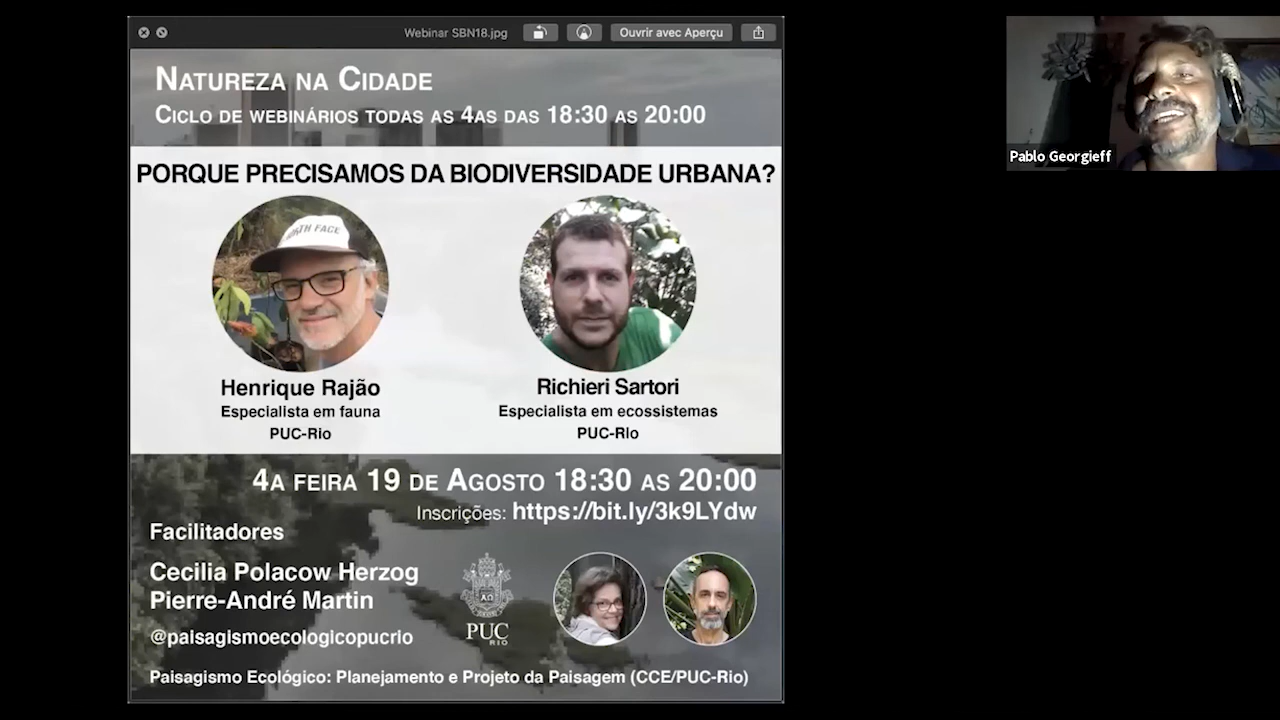 Webinar SBN18.jpg
Ouvrir avec Aperçu
NATUREZA NA CIDADE
CICLO DE WEBINÁRIOS TODAS AS 4AS DAS 18:30 AS 20:00
PORQUE PRECISAMOS DA BIODIVERSIDADE URBANA?
Henrique Rajão
Especialista em fauna
PUC-Rio
Richieri Sartori
Especialista em ecossistemas
PUC-RIo
4A FEIRA 19 DE AGOSTO 18:30 AS 20:00
Inscrições: https://bit.ly/3k9LYdw
Facilitadores
Cecilia Polacow Herzog
Pierre-André Martin
@paisagismoecologicopucrio
PUC
RIO
Paisagismo Ecológico: Planejamento e Projeto da Paisagem (CCE/PUC-Rio)
Pablo Georgieff